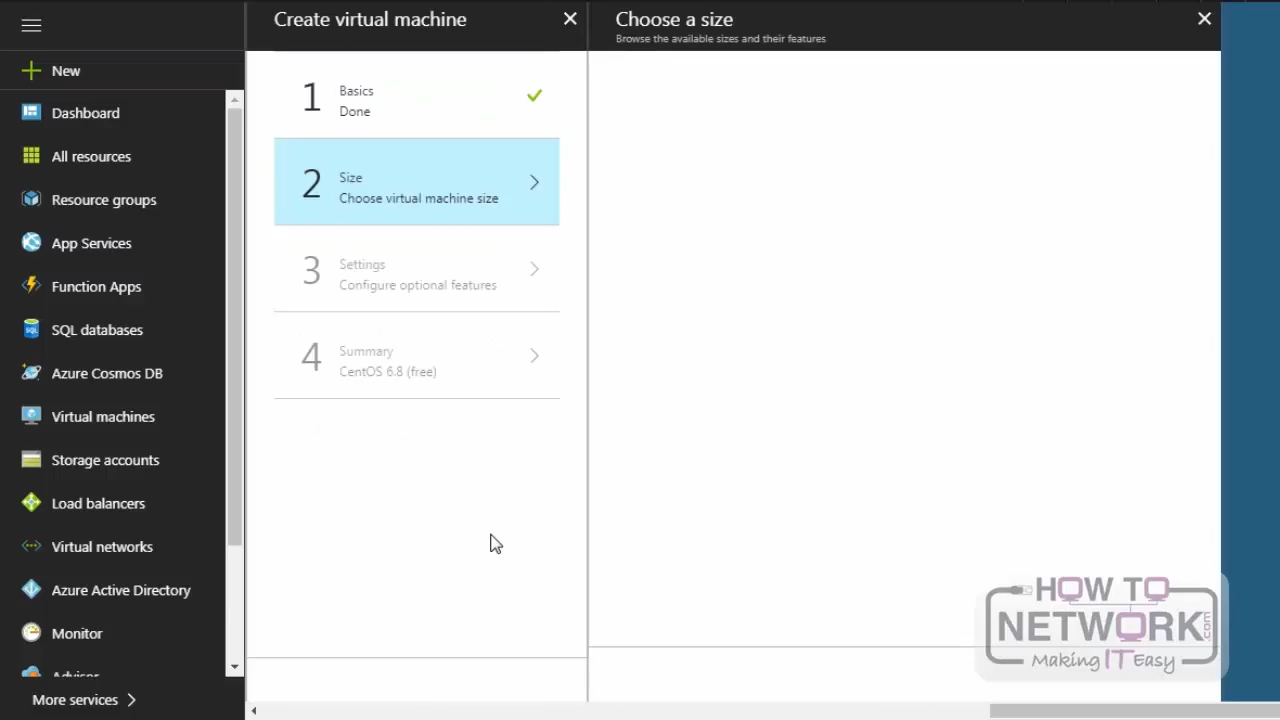 New
Dashboard
All resources
Resource groups
App Services
Function Apps
SQL databases
Azure Cosmos DB
Virtual machines
Storage accounts
Load balancers
Virtual networks
Azure Active Directory
Monitor
Advisor
More services
Create virtual machine
1
Basics
Done
2
Size
Choose virtual machine size
3
Settings
Configure optional features
4
Summary
CentOS 6.8 (free)
Choose a size
Browse the available sizes and their features
HOW TO
NETWORK.com
Making IT Easy